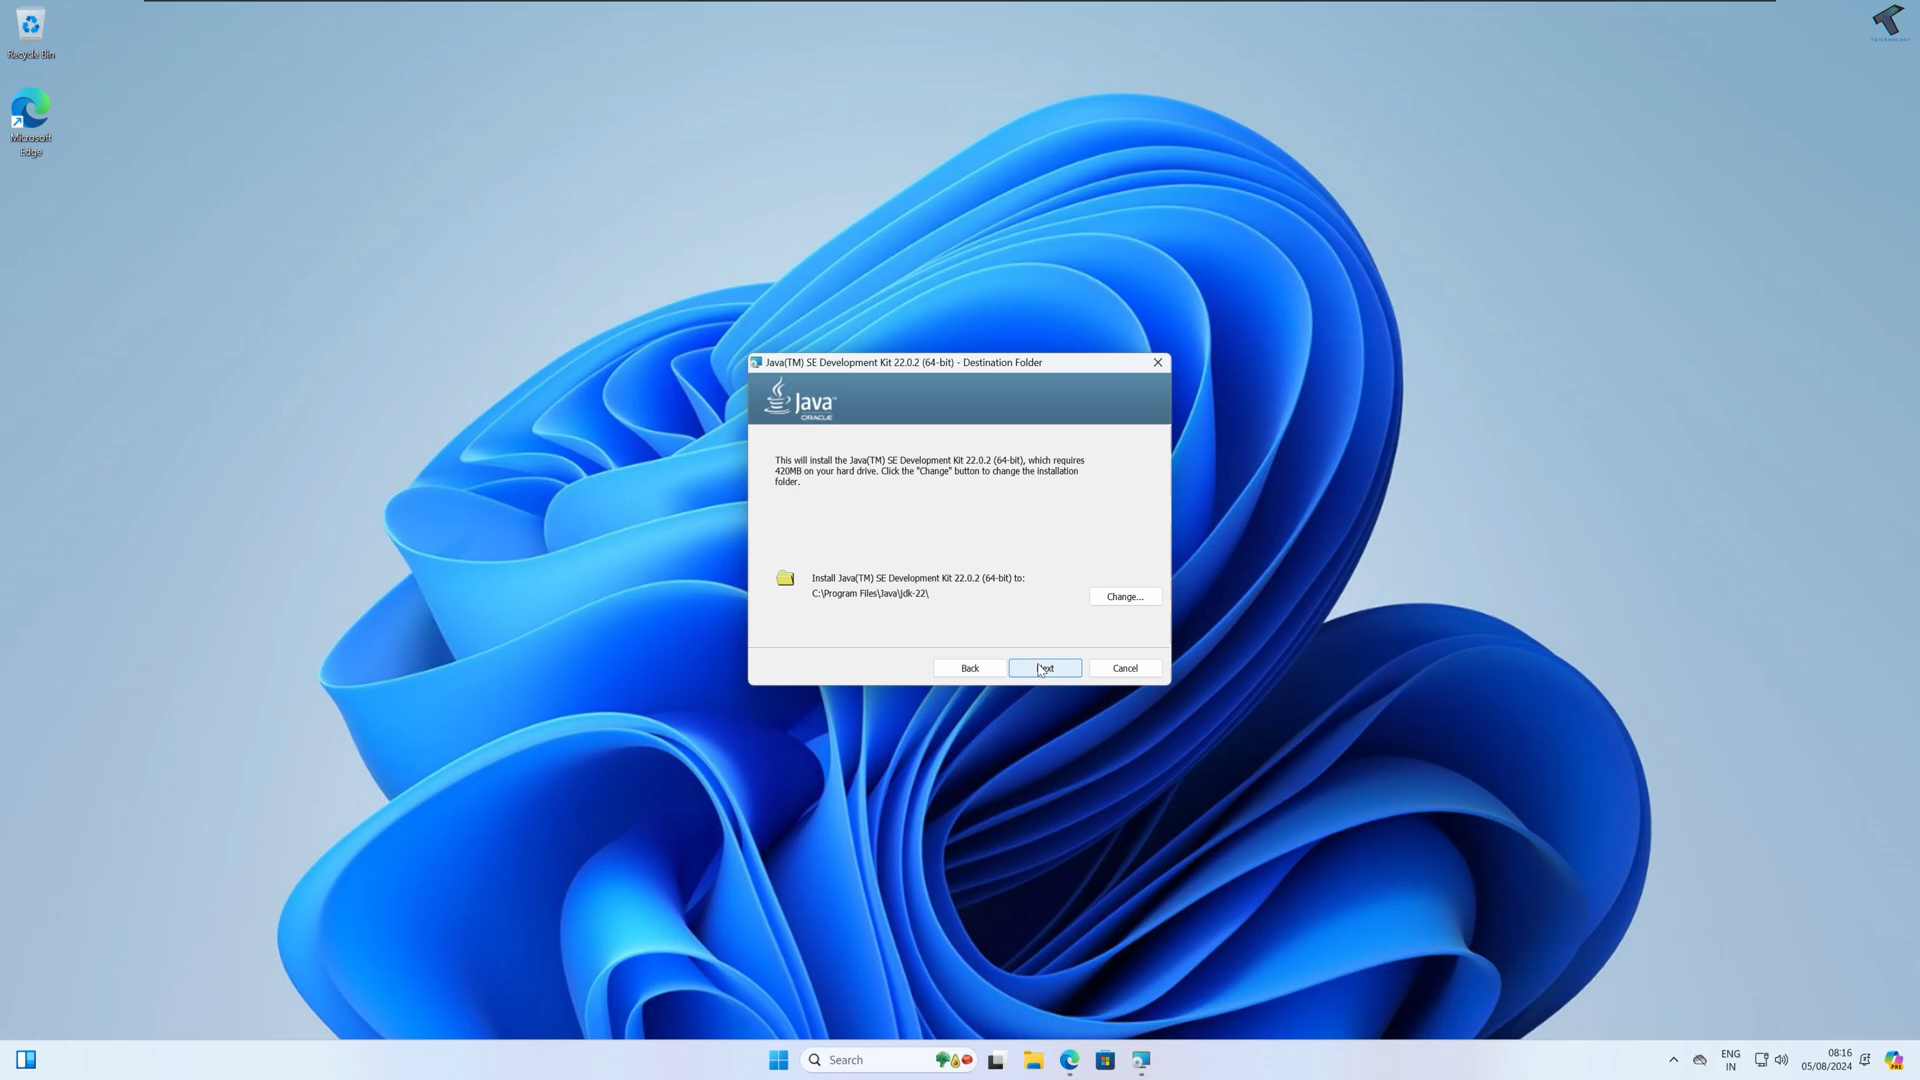 Recycle Bin
Microsoft
Edge
TRICKNOLOGY
Java(TM) SE Development Kit 22.0.2 (64-bit) - Destination Folder
Java™
ORACLE
This will install the Java(TM) SE Development Kit 22.0.2 (64-bit), which requires
420MB on your hard drive. Click the "Change" button to change the installation
folder.
Install Java(TM) SE Development Kit 22.0.2 (64-bit) to:
C:\Program Files\Java\jdk-22\
Change...
Back
Next
Cancel
Search
ENG
IN
08:16
05/08/2024
PRE